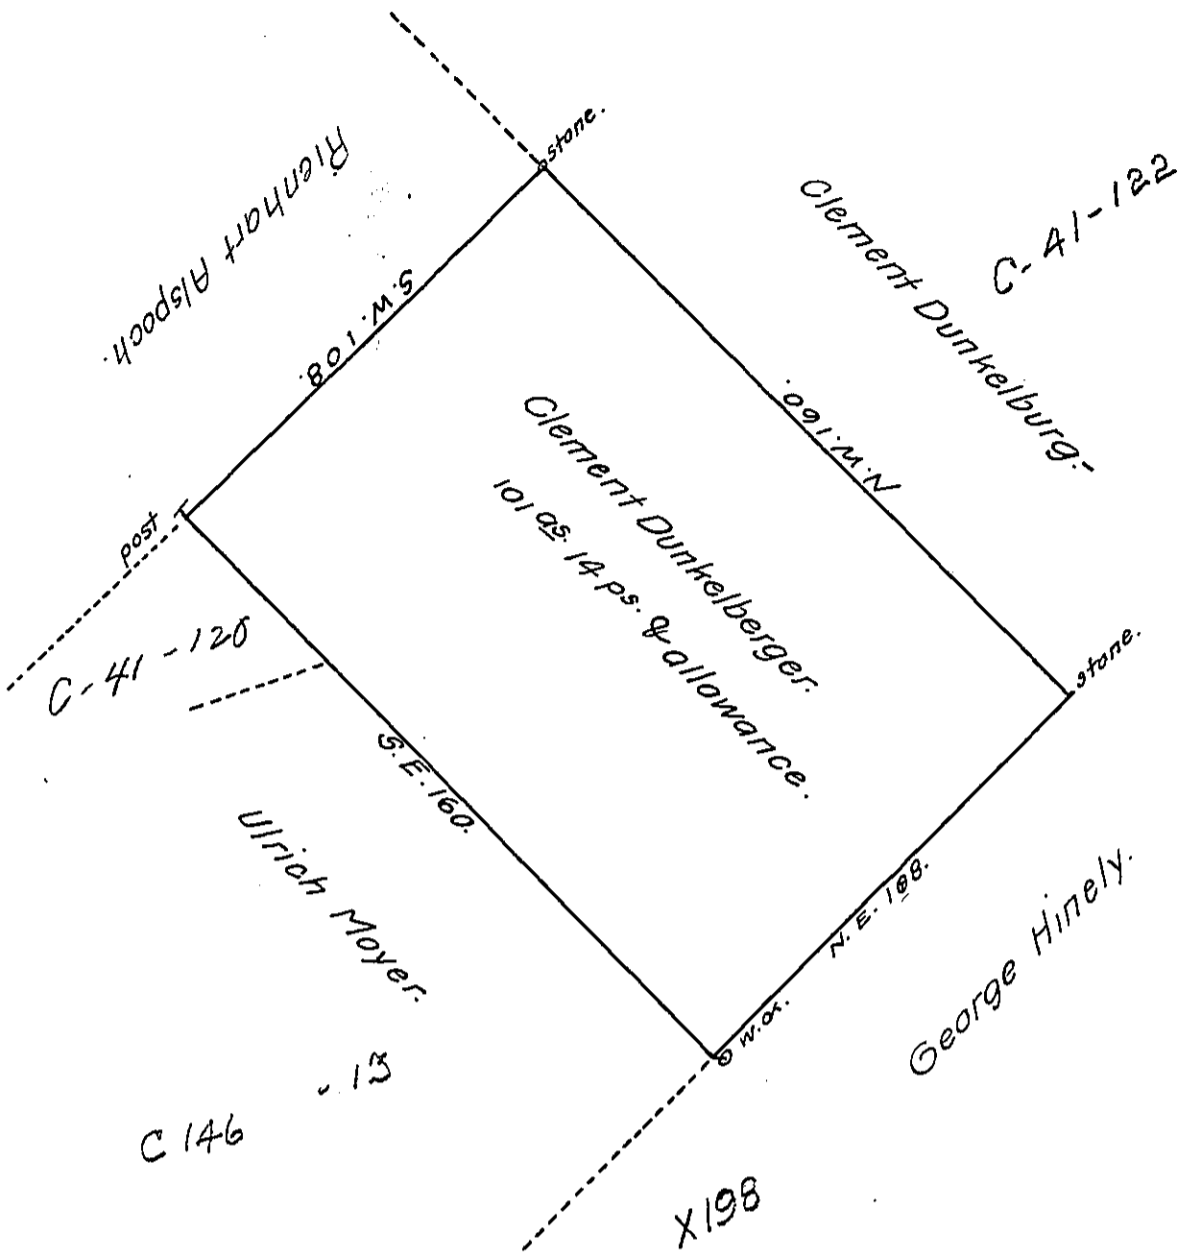 stone.
Rienhart Alspoch.
S.W. 108.
Clement Dunkelburg.
C-41-122
N.W. 160.
Clement Dunkelberger.
101 as. 14 ps. & allowance.
post
C-41-120
stone.
S.E. 160.
Ulrich Moyer.
N.E. 108.
George Hinely.
w.o.
C 146 - 13
X198